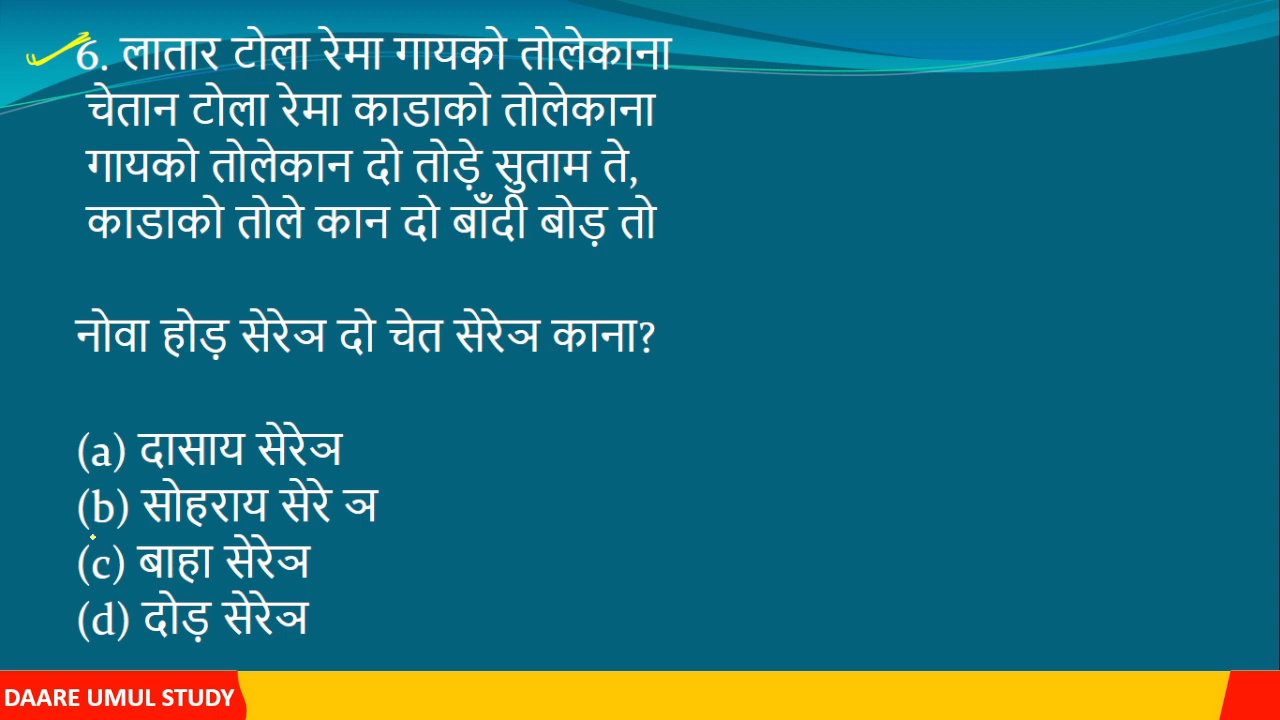 6. लातार टोला रेमा गायको तोलेकाना
चेतान टोला रेमा काडाको तोलेकाना
गायको तोलेकान दो तोड़े सुताम ते,
काडाको तोले कान दो बाँदी बोड़ तो
नोवा होड़ सेरेञ दो चेत सेरेञ काना?
(a) दासाय सेरेञ
(b) सोहराय सेरे ञ
(c) बाहा सेरेञ
(d) दोड़ सेरेञ
DAARE UMUL STUDY